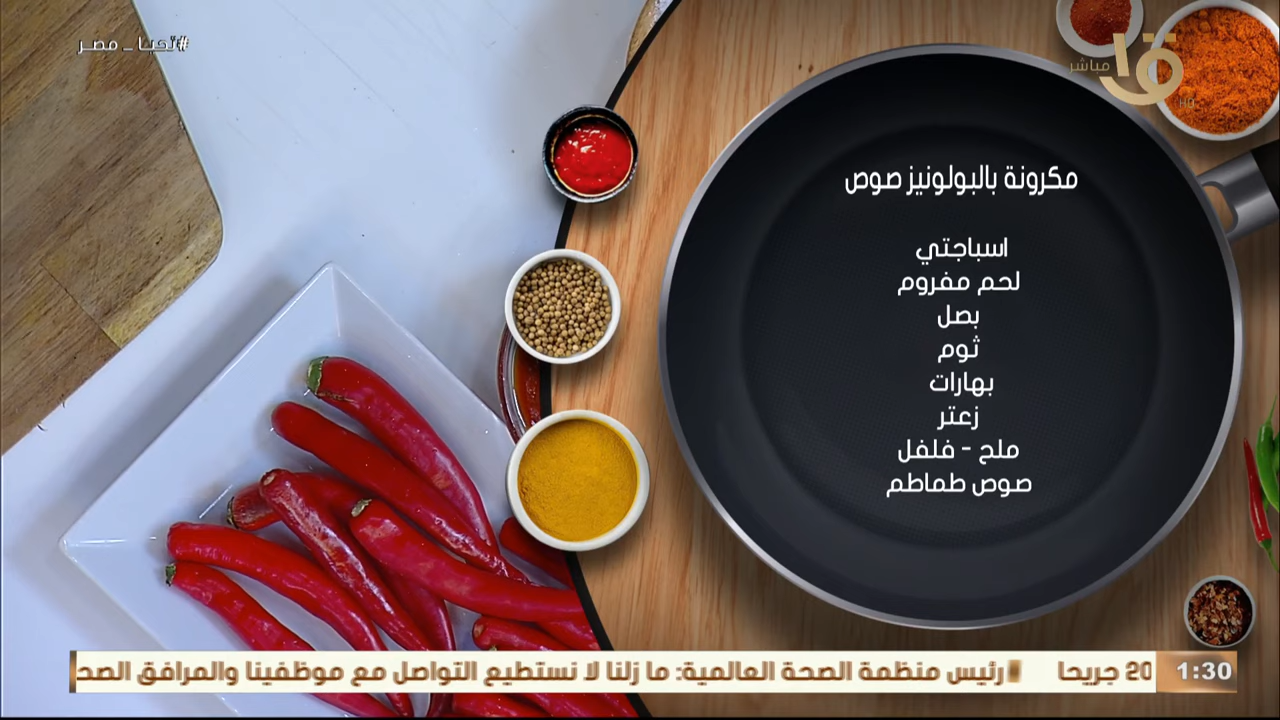 #تحيا_مصر
مباشر
HD
مكرونة بالبولونيز صوص
اسباجتي
لحم مفروم
بصل
ثوم
بهارات
زعتر
ملح - فلفل
صوص طماطم
1:30
20 جريحا رئيس منظمة الصحة العالمية: ما زلنا لا نستطيع التواصل مع موظفينا والمرافق